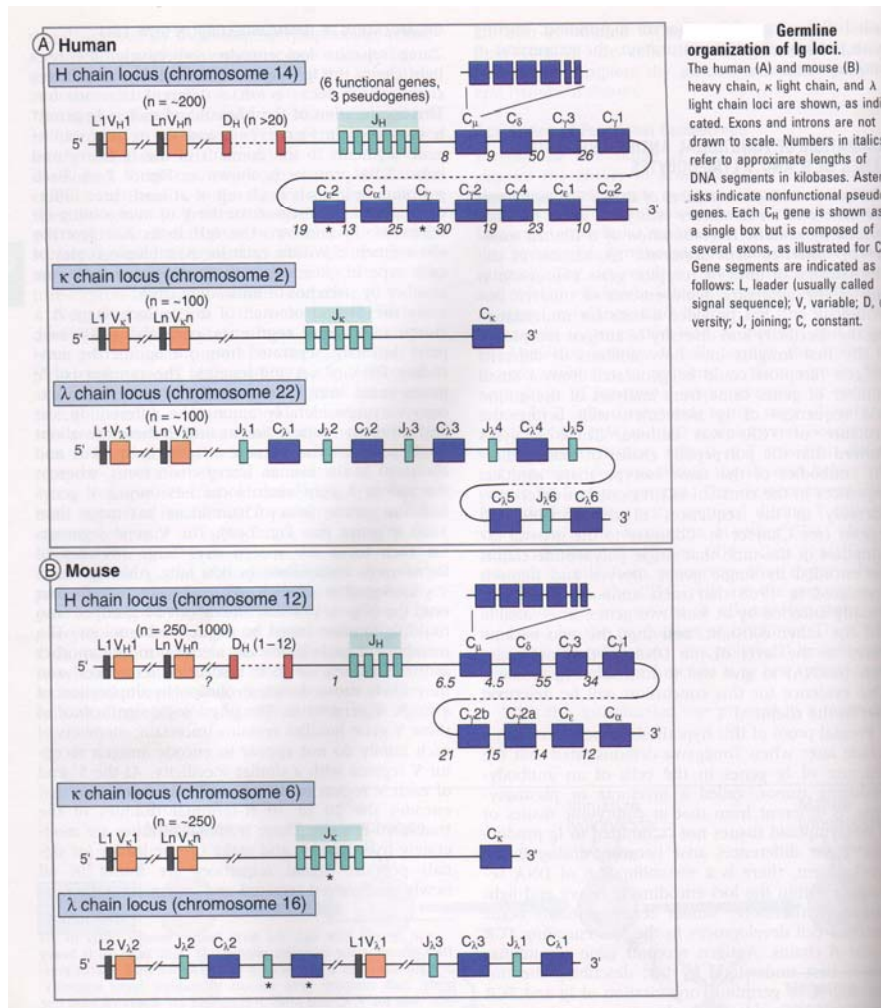 Germline
organization of Ig loci.
The human (A) and mouse (B)
heavy chain, κ light chain, and λ
light chain loci are shown, as indi
cated. Exons and introns are not
drawn to scale. Numbers in italics
refer to approximate lengths of
DNA segments in kilobases. Aster
isks indicate nonfunctional pseudo
genes. Each CH gene is shown as
a single box but is composed of
several exons, as illustrated for C
Gene segments are indicated as
follows: L, leader (usually called
signal sequence); V, variable; D,
versity; J, joining; C, constant.
A Human
H chain locus (chromosome 14)
(6 functional genes,
3 pseudogenes)
(n = ~200)
L1 VH1 Ln VHn DH (n >20) JH Cμ Cδ Cγ3 Cγ1
5'
8 9 50 26
Cε2 Cα1 Cγ Cγ2 Cγ4 Cε1 Cα2
3'
19 * 13 25 30 19 23 10
κ chain locus (chromosome 2)
(n = ~100)
L1 Vκ1 Ln Vκn Jκ Cκ
5' 3'
λ chain locus (chromosome 22)
(n = ~100)
L1 Vλ1 Ln Vλn Jλ1 Cλ1 Jλ2 Cλ2 Jλ3 Cλ3 Jλ4 Cλ4 Jλ5
5'
Cλ5 Jλ6 Cλ6
3'
B Mouse
H chain locus (chromosome 12)
(n = 250–1000)
L1 VH1 Ln VHn DH (1–12) JH Cμ Cδ Cγ3 Cγ1
5'
6.5 4.5 55 34
Cγ2b Cγ2a Cε Cα
3'
21 15 14 12
κ chain locus (chromosome 6)
(n = ~250)
L1 Vκ1 Ln Vκn Jκ Cκ
5' 3'
*
λ chain locus (chromosome 16)
L2 Vλ2 Jλ2 Cλ2 L1 Vλ1 Jλ3 Cλ3 Jλ1 Cλ1
5' 3'
* *